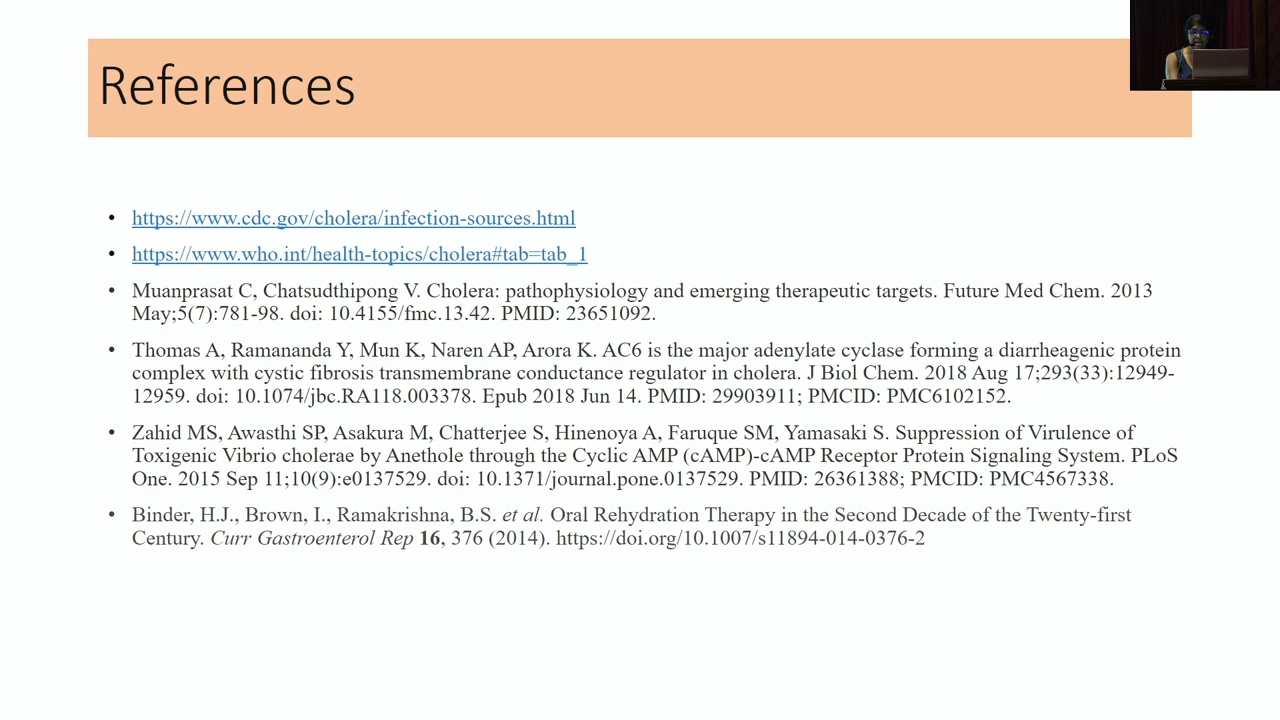 References
• https://www.cdc.gov/cholera/infection-sources.html
• https://www.who.int/health-topics/cholera#tab=tab_1
• Muanprasat C, Chatsudthipong V. Cholera: pathophysiology and emerging therapeutic targets. Future Med Chem. 2013
May;5(7):781-98. doi: 10.4155/fmc.13.42. PMID: 23651092.
• Thomas A, Ramananda Y, Mun K, Naren AP, Arora K. AC6 is the major adenylate cyclase forming a diarrheagenic protein
complex with cystic fibrosis transmembrane conductance regulator in cholera. J Biol Chem. 2018 Aug 17;293(33):12949-
12959. doi: 10.1074/jbc.RA118.003378. Epub 2018 Jun 14. PMID: 29903911; PMCID: PMC6102152.
• Zahid MS, Awasthi SP, Asakura M, Chatterjee S, Hinenoya A, Faruque SM, Yamasaki S. Suppression of Virulence of
Toxigenic Vibrio cholerae by Anethole through the Cyclic AMP (cAMP)-cAMP Receptor Protein Signaling System. PLoS
One. 2015 Sep 11;10(9):e0137529. doi: 10.1371/journal.pone.0137529. PMID: 26361388; PMCID: PMC4567338.
• Binder, H.J., Brown, I., Ramakrishna, B.S. et al. Oral Rehydration Therapy in the Second Decade of the Twenty-first
Century. Curr Gastroenterol Rep 16, 376 (2014). https://doi.org/10.1007/s11894-014-0376-2